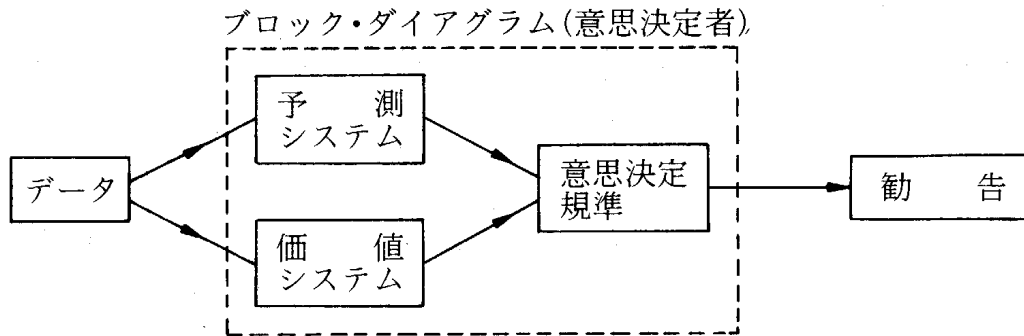 ブロック・ダイアグラム(意思決定者)
予 測
システム
データ
意思決定
規準
勧 告
価 値
システム